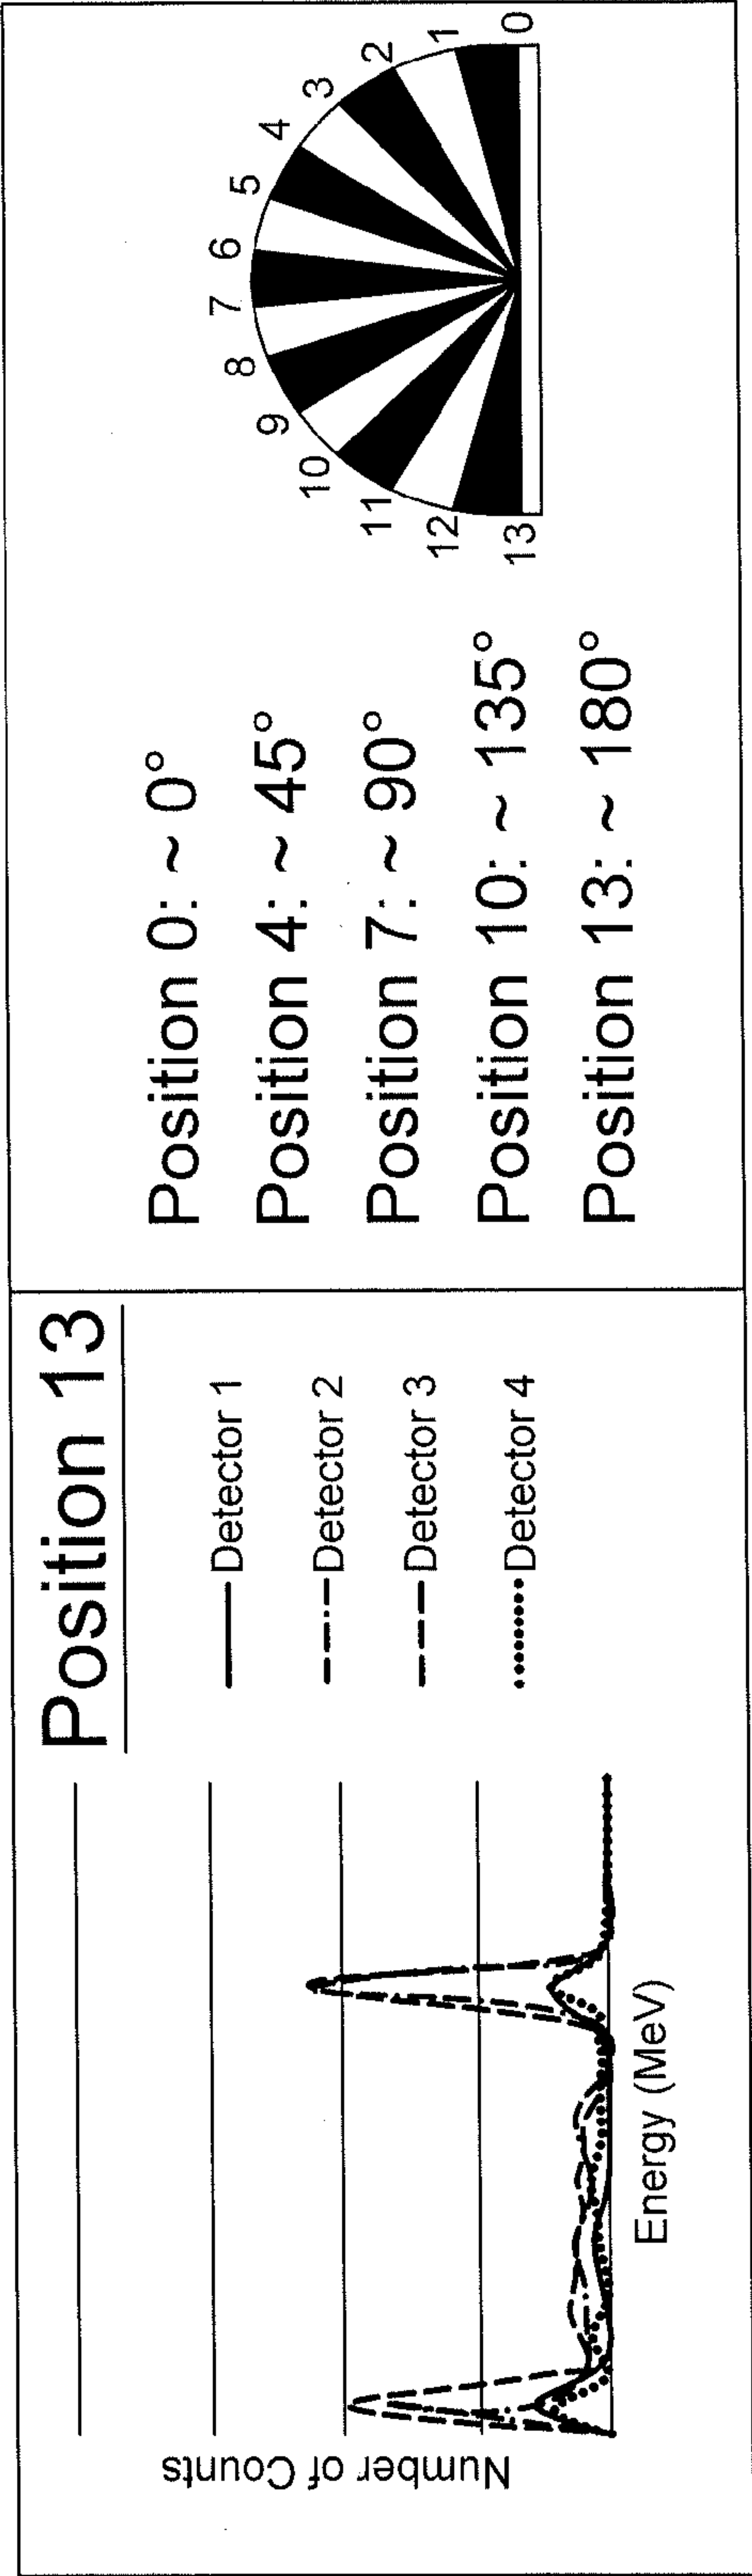 Position 13
Number of Counts
Detector 1
Detector 2
Detector 3
Detector 4
Energy (MeV)
Position 0: ~ 0°
Position 4: ~ 45°
Position 7: ~ 90°
Position 10: ~ 135°
Position 13: ~ 180°
0
1
2
3
4
5
6
7
8
9
10
11
12
13